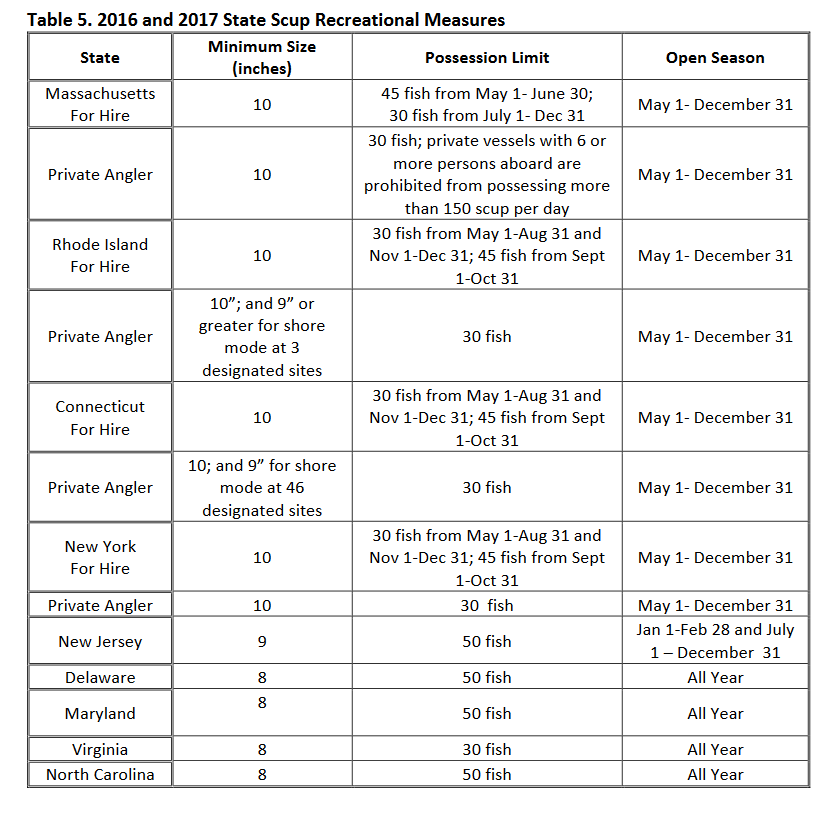 Table 5. 2016 and 2017 State Scup Recreational Measures
State
Minimum Size
(inches)
Possession Limit
Open Season
Massachusetts
For Hire
10
45 fish from May 1- June 30;
30 fish from July 1- Dec 31
May 1- December 31
Private Angler
10
30 fish; private vessels with 6 or
more persons aboard are
prohibited from possessing more
than 150 scup per day
May 1- December 31
Rhode Island
For Hire
10
30 fish from May 1-Aug 31 and
Nov 1-Dec 31; 45 fish from Sept
1-Oct 31
May 1- December 31
Private Angler
10”; and 9” or
greater for shore
mode at 3
designated sites
30 fish
May 1- December 31
Connecticut
For Hire
10
30 fish from May 1-Aug 31 and
Nov 1-Dec 31; 45 fish from Sept
1-Oct 31
May 1- December 31
Private Angler
10; and 9” for shore
mode at 46
designated sites
30 fish
May 1- December 31
New York
For Hire
10
30 fish from May 1-Aug 31 and
Nov 1-Dec 31; 45 fish from Sept
1-Oct 31
May 1- December 31
Private Angler
10
30 fish
May 1- December 31
New Jersey
9
50 fish
Jan 1-Feb 28 and July
1 – December 31
Delaware
8
50 fish
All Year
Maryland
8
50 fish
All Year
Virginia
8
30 fish
All Year
North Carolina
8
50 fish
All Year